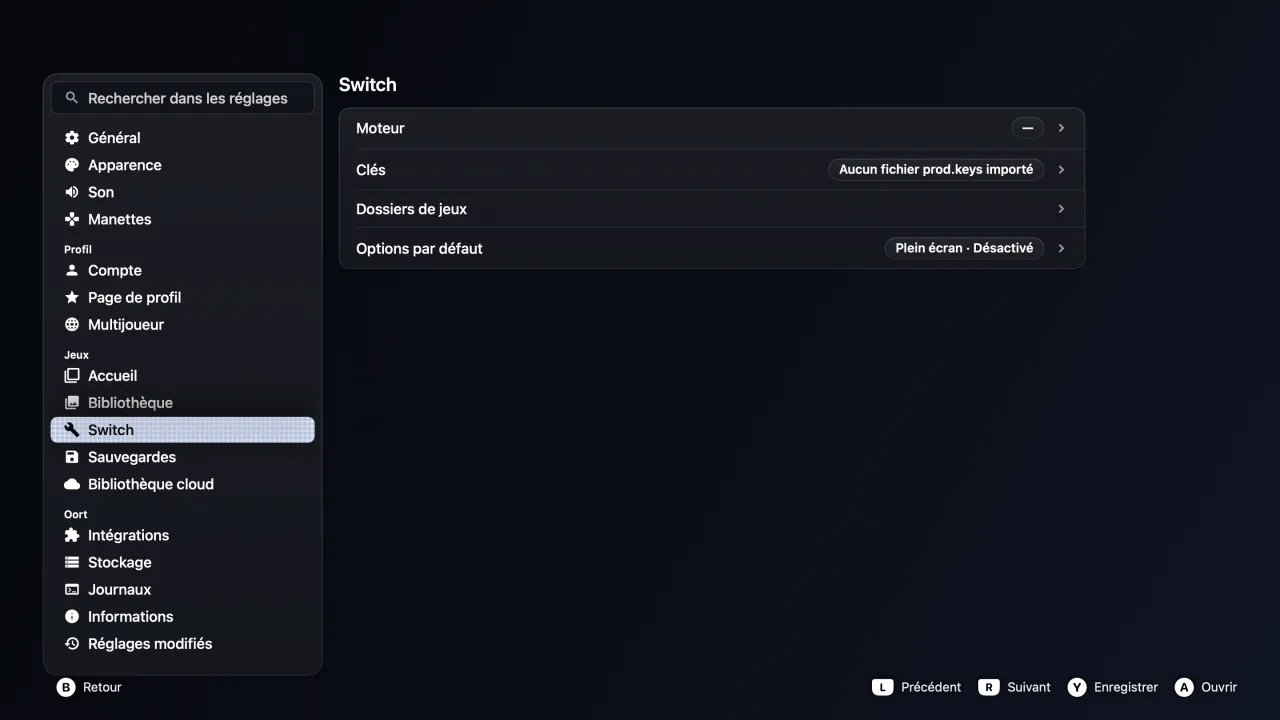 Rechercher dans les réglages
Général
Apparence
Son
Manettes
Profil
Compte
Page de profil
Multijoueur
Jeux
Accueil
Bibliothèque
Switch
Sauvegardes
Bibliothèque cloud
Oort
Intégrations
Stockage
Journaux
Informations
Réglages modifiés
Switch
Moteur —
Clés Aucun fichier prod.keys importé
Dossiers de jeux
Options par défaut Plein écran · Désactivé
B Retour
L Précédent R Suivant Y Enregistrer A Ouvrir